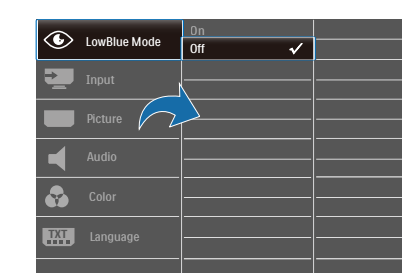 LowBlue Mode
On
Off
Input
Picture
Audio
Color
TXT
Language